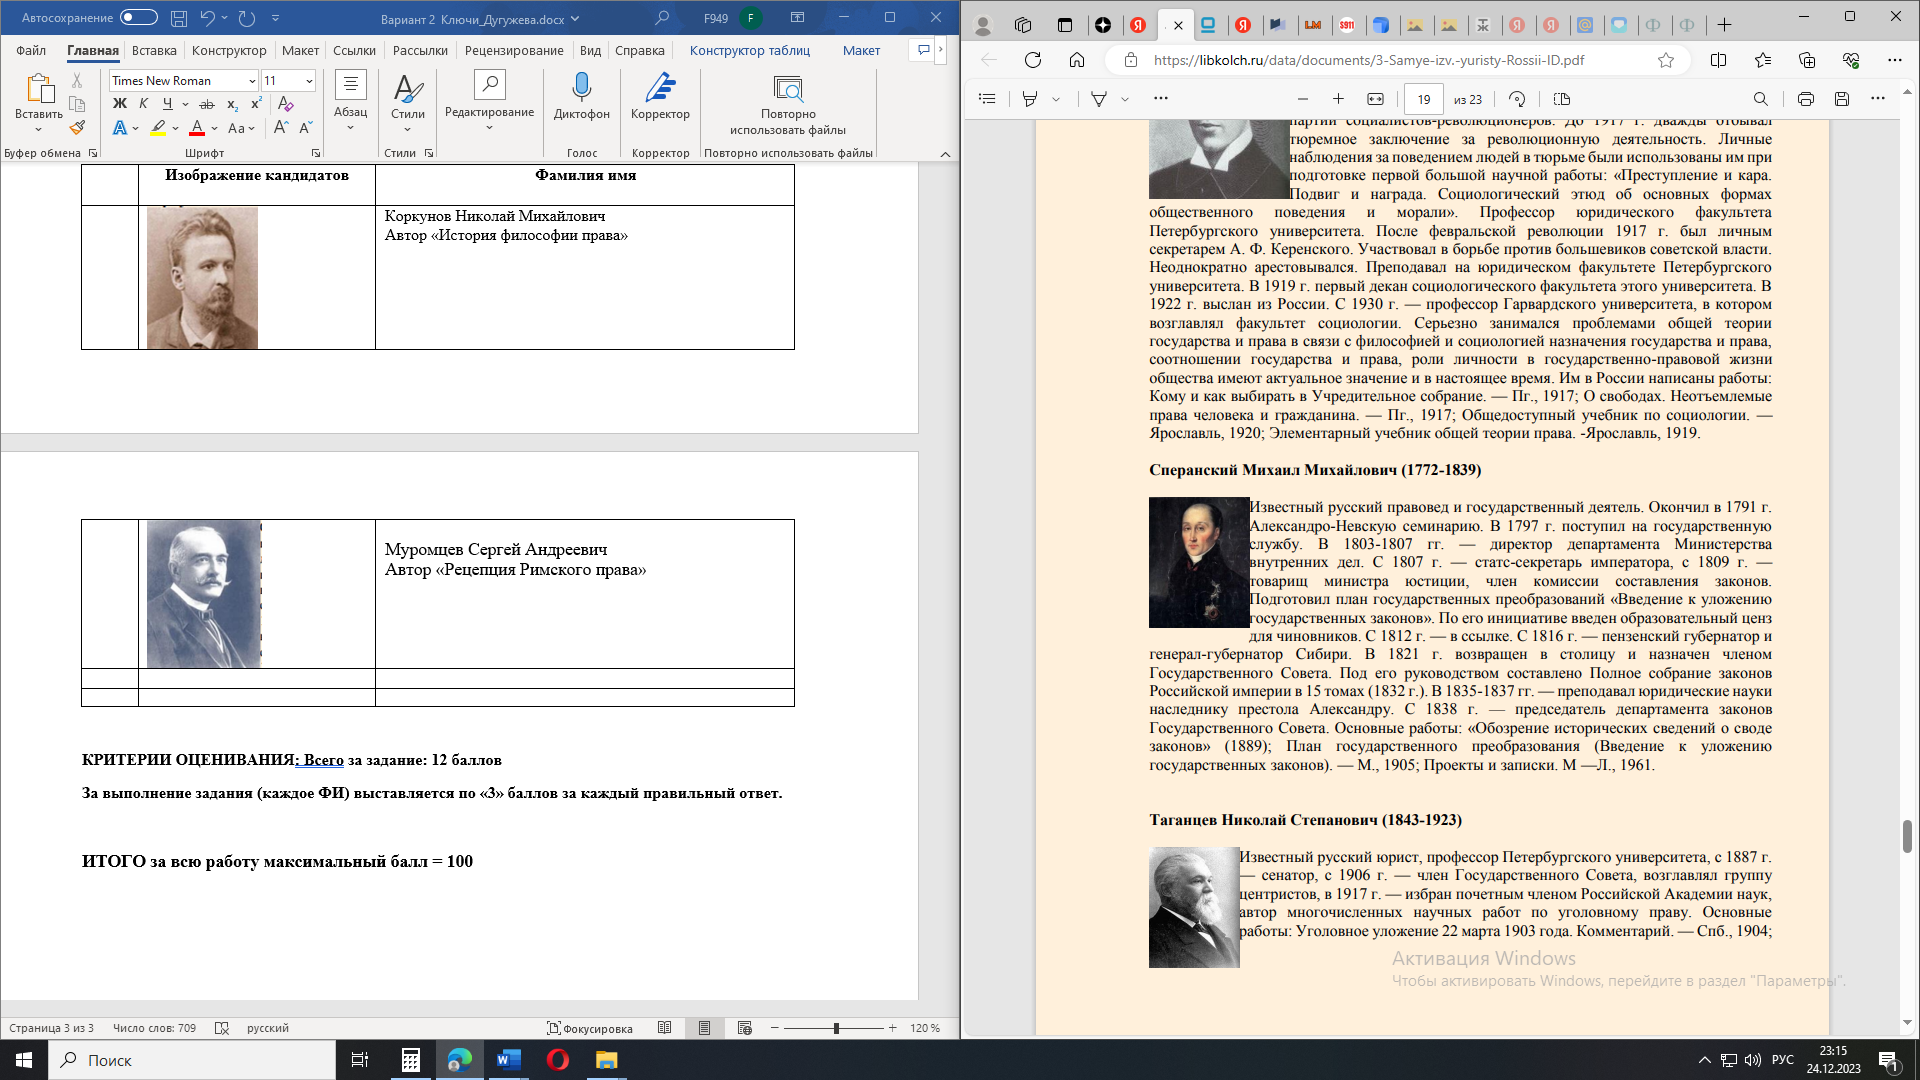 Автосохранение
Вариант 2 Ключи_Дугужева.docx
F949
F
Файл Главная Вставка Конструктор Макет Ссылки Рассылки Рецензирование Вид Справка Конструктор таблиц Макет
Вставить
Буфер обмена
Times New Roman 11
Ж К Ч ab x₂ x² A
A A Aa A A
Шрифт
Абзац
Стили
Стили
Редактирование
Диктофон
Голос
Корректор
Корректор
Повторно использовать файлы
Повторно использовать файлы
Изображение кандидатов Фамилия имя
Коркунов Николай Михайлович
Автор «История философии права»
Муромцев Сергей Андреевич
Автор «Рецепция Римского права»
КРИТЕРИИ ОЦЕНИВАНИЯ: Всего за задание: 12 баллов
За выполнение задания (каждое ФИ) выставляется по «3» баллов за каждый правильный ответ.
ИТОГО за всю работу максимальный балл = 100
Страница 3 из 3 Число слов: 709 русский Фокусировка 120 %
https://libkolch.ru/data/documents/3-Samye-izv.-yuristy-Rossii-ID.pdf
19 из 23
партии социалистов-революционеров. До 1917 г. дважды отбывал
тюремное заключение за революционную деятельность. Личные
наблюдения за поведением людей в тюрьме были использованы им при
подготовке первой большой научной работы: «Преступление и кара.
Подвиг и награда. Социологический этюд об основных формах
общественного поведения и морали». Профессор юридического факультета
Петербургского университета. После февральской революции 1917 г. был личным
секретарем А. Ф. Керенского. Участвовал в борьбе против большевиков советской власти.
Неоднократно арестовывался. Преподавал на юридическом факультете Петербургского
университета. В 1919 г. первый декан социологического факультета этого университета. В
1922 г. выслан из России. С 1930 г. — профессор Гарвардского университета, в котором
возглавлял факультет социологии. Серьезно занимался проблемами общей теории
государства и права в связи с философией и социологией назначения государства и права,
соотношении государства и права, роли личности в государственно-правовой жизни
общества имеют актуальное значение и в настоящее время. Им в России написаны работы:
Кому и как выбирать в Учредительное собрание. — Пг., 1917; О свободах. Неотъемлемые
права человека и гражданина. — Пг., 1917; Общедоступный учебник по социологии. —
Ярославль, 1920; Элементарный учебник общей теории права. -Ярославль, 1919.
Сперанский Михаил Михайлович (1772-1839)
Известный русский правовед и государственный деятель. Окончил в 1791 г.
Александро-Невскую семинарию. В 1797 г. поступил на государственную
службу. В 1803-1807 гг. — директор департамента Министерства
внутренних дел. С 1807 г. — статс-секретарь императора, с 1809 г. —
товарищ министра юстиции, член комиссии составления законов.
Подготовил план государственных преобразований «Введение к уложению
государственных законов». По его инициативе введен образовательный ценз
для чиновников. С 1812 г. — в ссылке. С 1816 г. — пензенский губернатор и
генерал-губернатор Сибири. В 1821 г. возвращен в столицу и назначен членом
Государственного Совета. Под его руководством составлено Полное собрание законов
Российской империи в 15 томах (1832 г.). В 1835-1837 гг. — преподавал юридические науки
наследнику престола Александру. С 1838 г. — председатель департамента законов
Государственного Совета. Основные работы: «Обозрение исторических сведений о своде
законов» (1889); План государственного преобразования (Введение к уложению
государственных законов). — М., 1905; Проекты и записки. М —Л., 1961.
Таганцев Николай Степанович (1843-1923)
Известный русский юрист, профессор Петербургского университета, с 1887 г.
— сенатор, с 1906 г. — член Государственного Совета, возглавлял группу
центристов, в 1917 г. — избран почетным членом Российской Академии наук,
автор многочисленных научных работ по уголовному праву. Основные
работы: Уголовное уложение 22 марта 1903 года. Комментарий. — Спб., 1904;
Активация Windows
Чтобы активировать Windows, перейдите в раздел "Параметры".
Поиск
РУС
23:15
24.12.2023
1